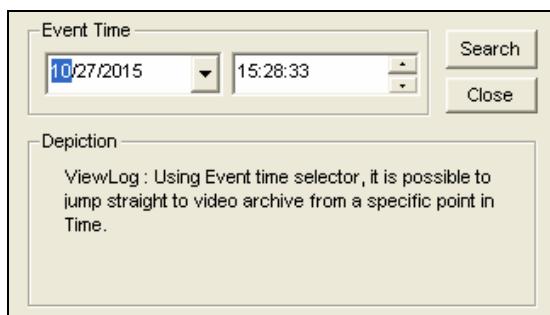 Event Time
10/27/2015
15:28:33
Search
Close
Depiction
ViewLog : Using Event time selector, it is possible to
jump straight to video archive from a specific point in
Time.